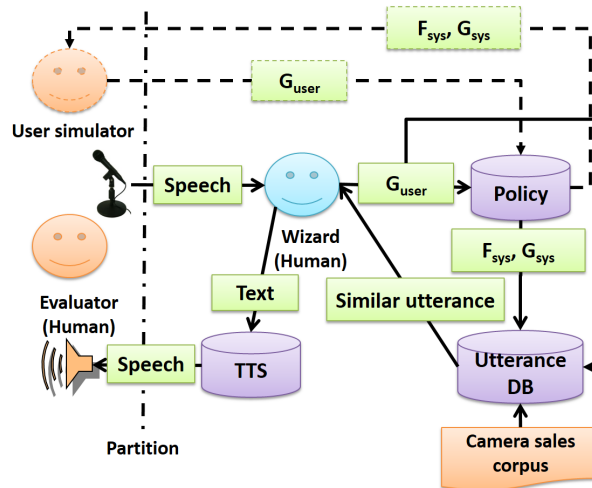 F_sys, G_sys
G_user
User simulator
Speech
G_user
Policy
Wizard
(Human)
F_sys, G_sys
Evaluator
(Human)
Text
Similar utterance
Speech
TTS
Utterance
DB
Partition
Camera sales
corpus